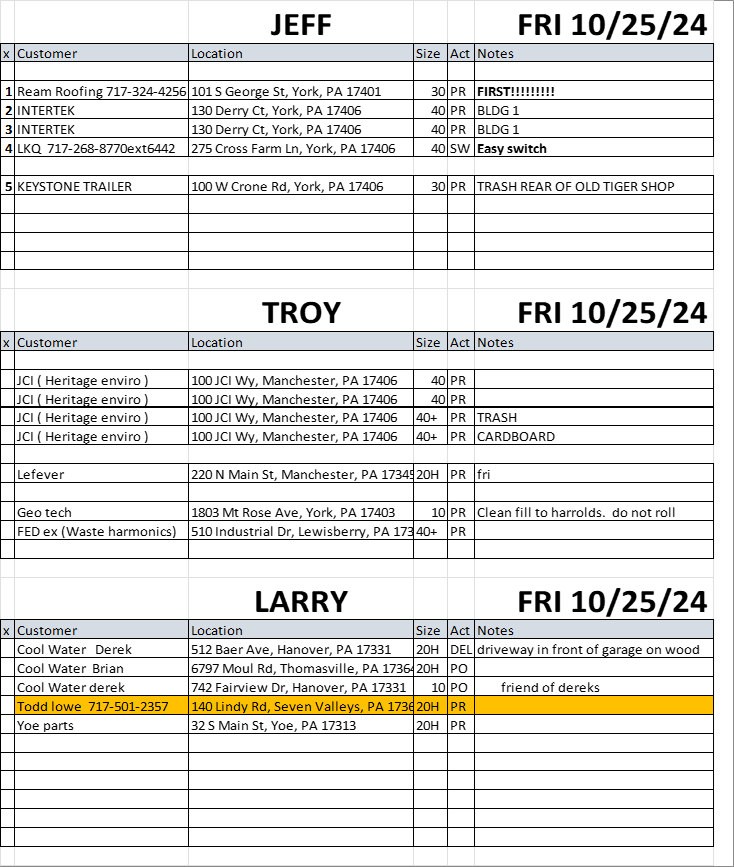 JEFF FRI 10/25/24
x Customer Location Size Act Notes
1 Ream Roofing 717-324-4256 101 S George St, York, PA 17401 30 PR FIRST!!!!!!!!!
2 INTERTEK 130 Derry Ct, York, PA 17406 40 PR BLDG 1
3 INTERTEK 130 Derry Ct, York, PA 17406 40 PR BLDG 1
4 LKQ 717-268-8770ext6442 275 Cross Farm Ln, York, PA 17406 40 SW Easy switch
5 KEYSTONE TRAILER 100 W Crone Rd, York, PA 17406 30 PR TRASH REAR OF OLD TIGER SHOP
TROY FRI 10/25/24
x Customer Location Size Act Notes
JCI ( Heritage enviro ) 100 JCI Wy, Manchester, PA 17406 40 PR
JCI ( Heritage enviro ) 100 JCI Wy, Manchester, PA 17406 40 PR
JCI ( Heritage enviro ) 100 JCI Wy, Manchester, PA 17406 40+ PR TRASH
JCI ( Heritage enviro ) 100 JCI Wy, Manchester, PA 17406 40+ PR CARDBOARD
Lefever 220 N Main St, Manchester, PA 17345 20H PR fri
Geo tech 1803 Mt Rose Ave, York, PA 17403 10 PR Clean fill to harrolds. do not roll
FED ex (Waste harmonics) 510 Industrial Dr, Lewisberry, PA 173 40+ PR
LARRY FRI 10/25/24
x Customer Location Size Act Notes
Cool Water Derek 512 Baer Ave, Hanover, PA 17331 20H DEL driveway in front of garage on wood
Cool Water Brian 6797 Moul Rd, Thomasville, PA 17364 20H PO
Cool Water derek 742 Fairview Dr, Hanover, PA 17331 10 PO friend of dereks
Todd lowe 717-501-2357 140 Lindy Rd, Seven Valleys, PA 1736 20H PR
Yoe parts 32 S Main St, Yoe, PA 17313 20H PR